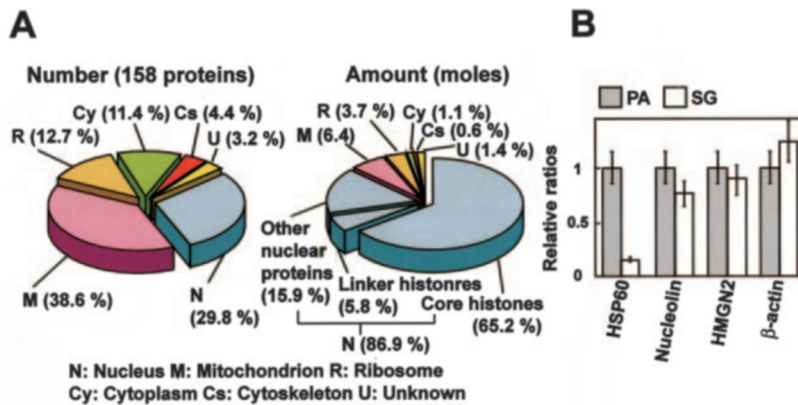 A
Number (158 proteins)
Cy (11.4 %)
Cs (4.4 %)
R (12.7 %)
U (3.2 %)
M (38.6 %)
N
(29.8 %)
Amount (moles)
R (3.7 %)
Cy (1.1 %)
M (6.4)
Cs (0.6 %)
U (1.4 %)
Other
nuclear
proteins
(15.9 %)
Linker histonres
(5.8 %)
Core histones
(65.2 %)
N (86.9 %)
N: Nucleus M: Mitochondrion R: Ribosome
Cy: Cytoplasm Cs: Cytoskeleton U: Unknown
B
PA SG
Relative ratios
1
0.5
0
HSP60
Nucleolin
HMGN2
β-actin